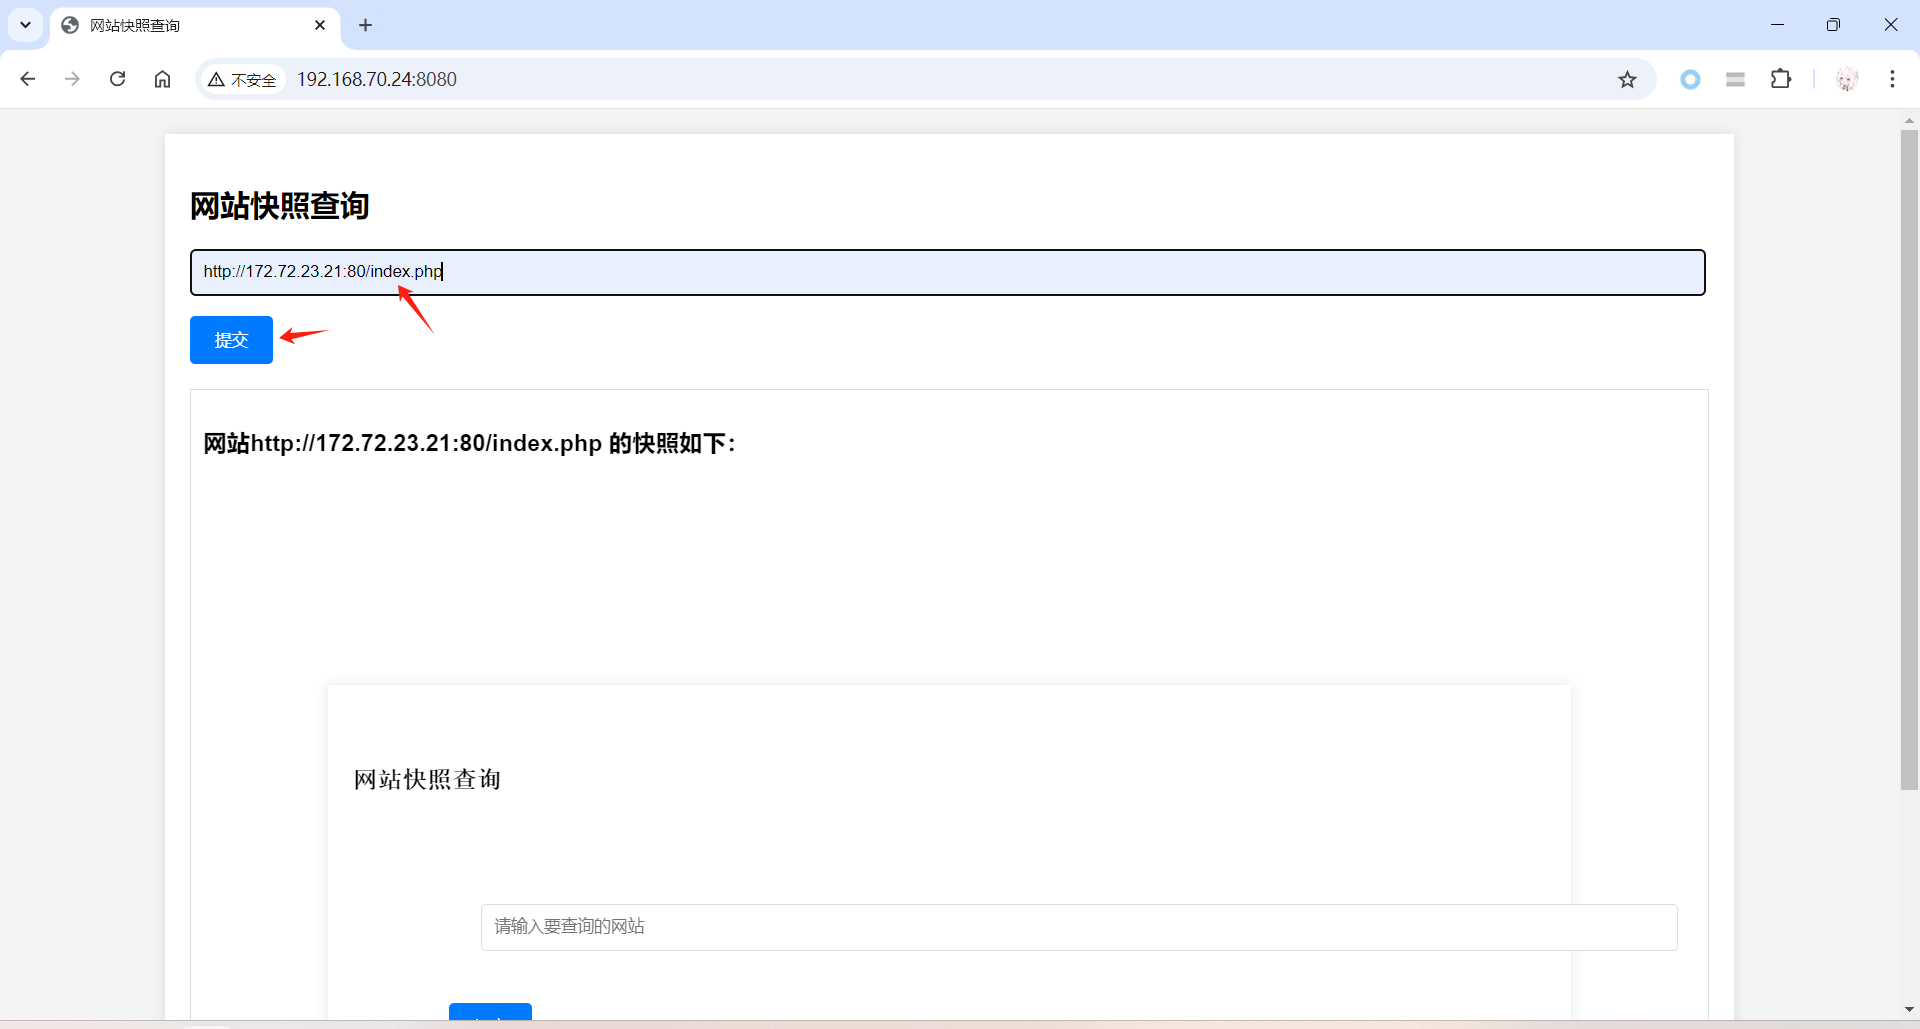 网站快照查询
不安全
192.168.70.24:8080
网站快照查询
http://172.72.23.21:80/index.php
提交
网站http://172.72.23.21:80/index.php 的快照如下：
网站快照查询
请输入要查询的网站